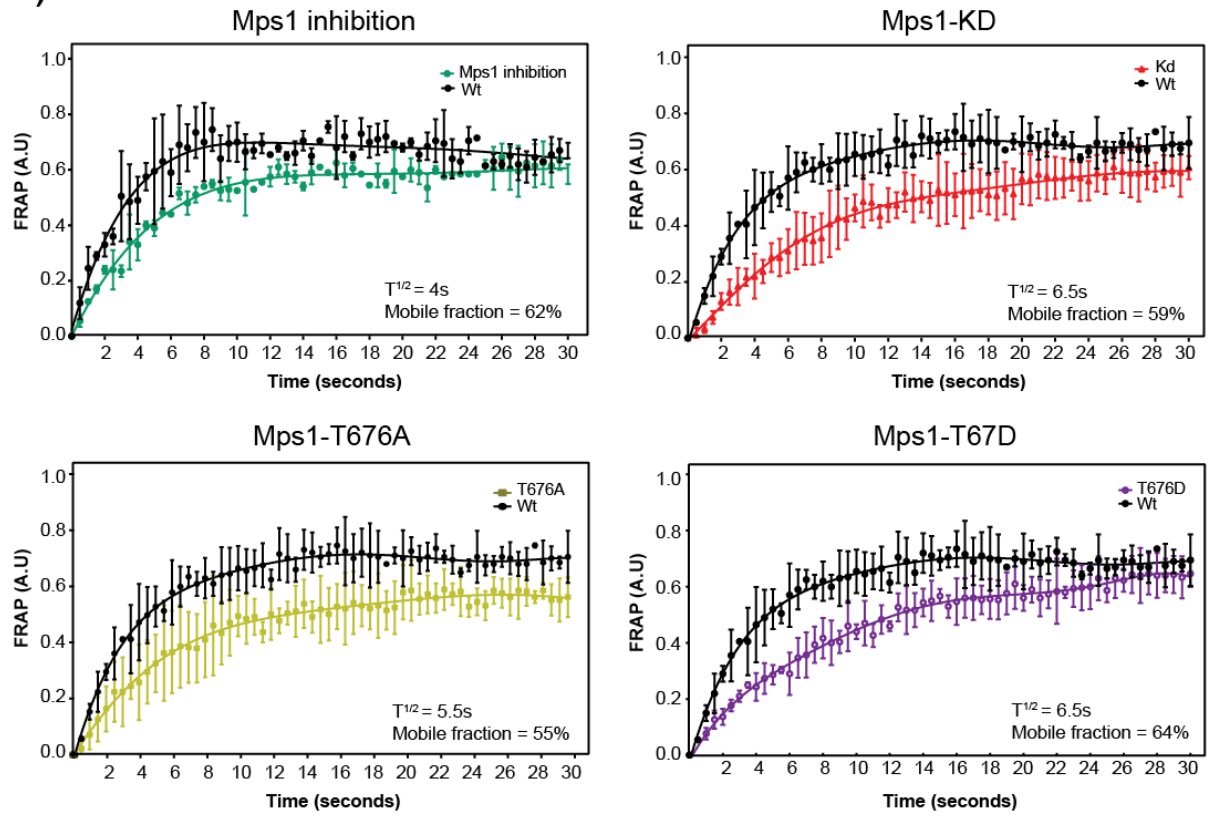 )
Mps1 inhibition
1.0
0.8
0.6
0.4
0.2
0.0
FRAP (A.U)
Mps1 inhibition
Wt
T1/2 = 4s
Mobile fraction = 62%
2 4 6 8 10 12 14 16 18 20 22 24 26 28 30
Time (seconds)
Mps1-KD
1.0
0.8
0.6
0.4
0.2
0.0
FRAP (A.U)
Kd
Wt
T1/2 = 6.5s
Mobile fraction = 59%
2 4 6 8 10 12 14 16 18 20 22 24 26 28 30
Time (seconds)
Mps1-T676A
1.0
0.8
0.6
0.4
0.2
0.0
FRAP (A.U)
T676A
Wt
T1/2 = 5.5s
Mobile fraction = 55%
2 4 6 8 10 12 14 16 18 20 22 24 26 28 30
Time (seconds)
Mps1-T67D
1.0
0.8
0.6
0.4
0.2
0.0
FRAP (A.U)
T676D
Wt
T1/2 = 6.5s
Mobile fraction = 64%
2 4 6 8 10 12 14 16 18 20 22 24 26 28 30
Time (seconds)